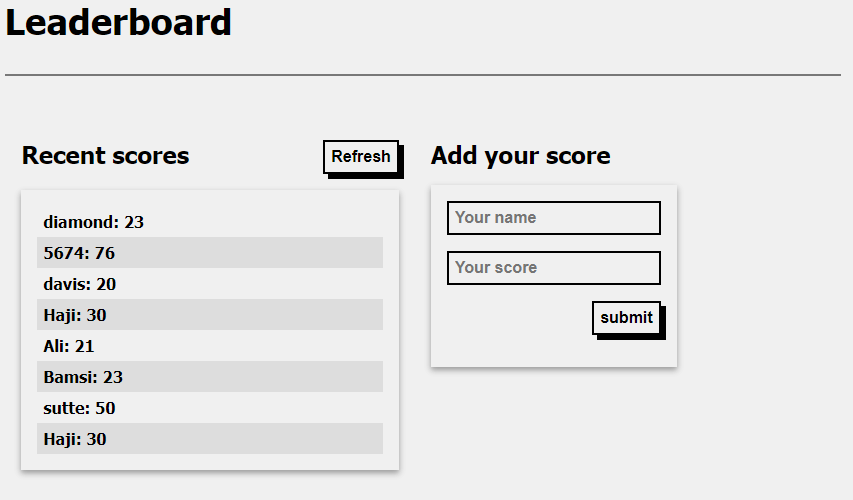 Leaderboard
Recent scores
Refresh
diamond: 23
5674: 76
davis: 20
Haji: 30
Ali: 21
Bamsi: 23
sutte: 50
Haji: 30
Add your score
Your name
Your score
submit